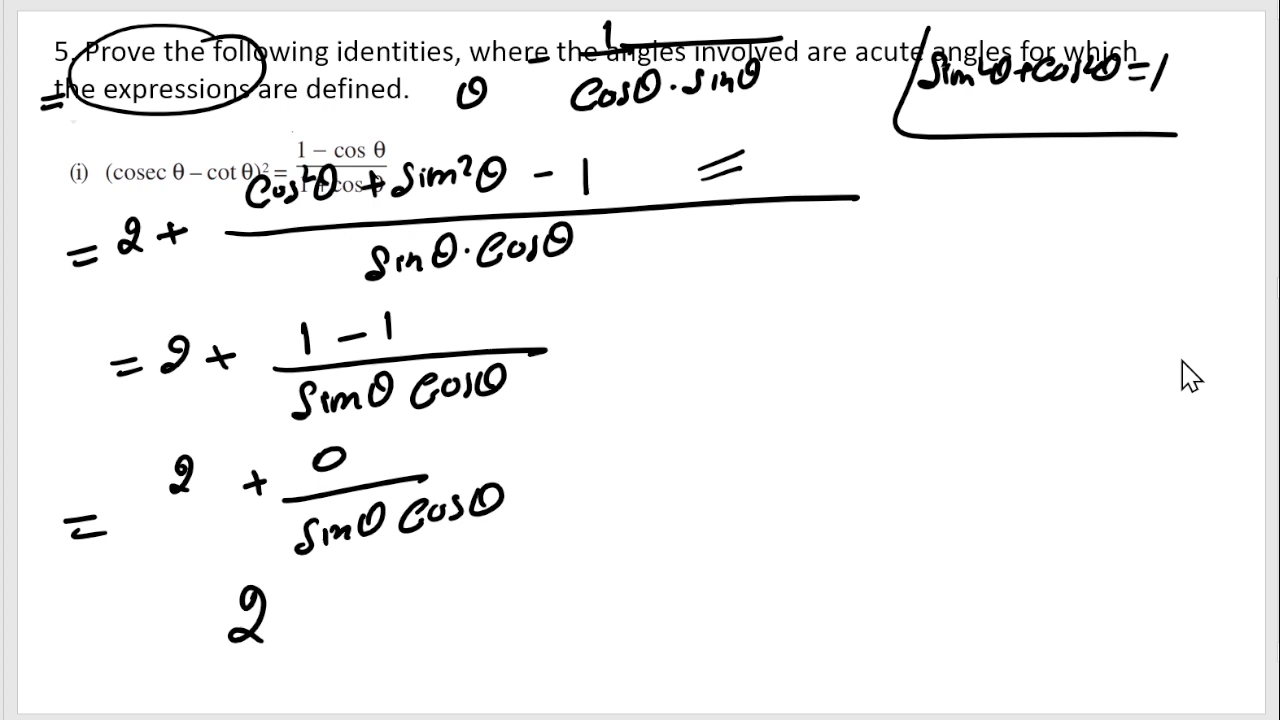 5. Prove the following identities, where the angles involved are acute angles for which
the expressions are defined.
= θ - 1 / cosθ·sinθ
sin²θ+cos²θ=1
(i) (cosec θ – cot θ)² = 1 – cos θ / 1 + cos θ
= 2 + cos²θ + sin²θ - 1 / sinθ·cosθ =
= 2 + 1 - 1 / sinθ cosθ
= 2 + 0 / sinθ cosθ
2